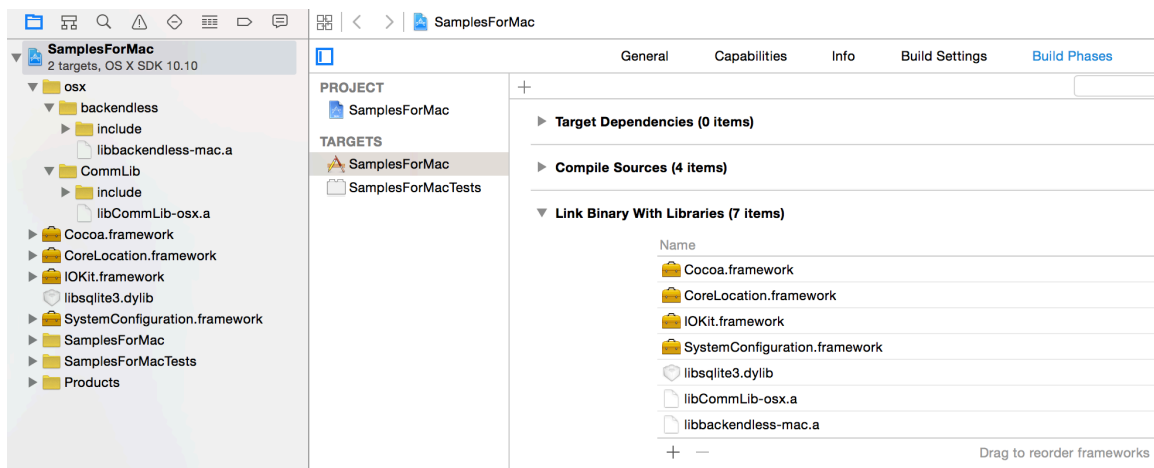 SamplesForMac
2 targets, OS X SDK 10.10
osx
backendless
include
libbackendless-mac.a
CommLib
include
libCommLib-osx.a
Cocoa.framework
CoreLocation.framework
IOKit.framework
libsqlite3.dylib
SystemConfiguration.framework
SamplesForMac
SamplesForMacTests
Products
SamplesForMac
General Capabilities Info Build Settings Build Phases
PROJECT
SamplesForMac
TARGETS
SamplesForMac
SamplesForMacTests
Target Dependencies (0 items)
Compile Sources (4 items)
Link Binary With Libraries (7 items)
Name
Cocoa.framework
CoreLocation.framework
IOKit.framework
SystemConfiguration.framework
libsqlite3.dylib
libCommLib-osx.a
libbackendless-mac.a
Drag to reorder frameworks